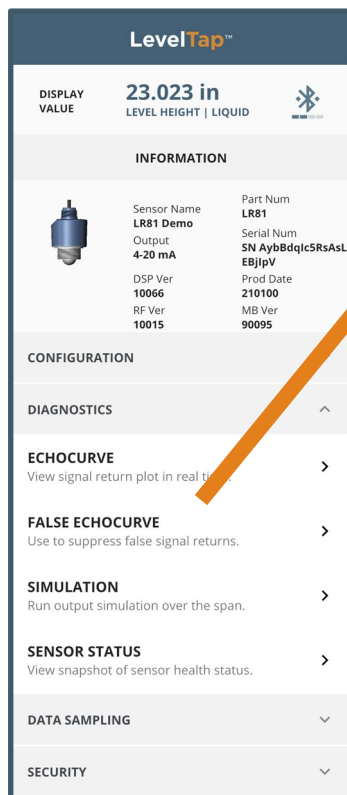 LevelTap™
DISPLAY VALUE
23.023 in
LEVEL HEIGHT | LIQUID
INFORMATION
Sensor Name
LR81 Demo
Output
4-20 mA
DSP Ver
10066
RF Ver
10015
Part Num
LR81
Serial Num
SN AybBdqIc5RsAsL
EBjIpV
Prod Date
210100
MB Ver
90095
CONFIGURATION
DIAGNOSTICS
ECHOCURVE
View signal return plot in real
FALSE ECHOCURVE
Use to suppress false signal returns.
SIMULATION
Run output simulation over the span.
SENSOR STATUS
View snapshot of sensor health status.
DATA SAMPLING
SECURITY